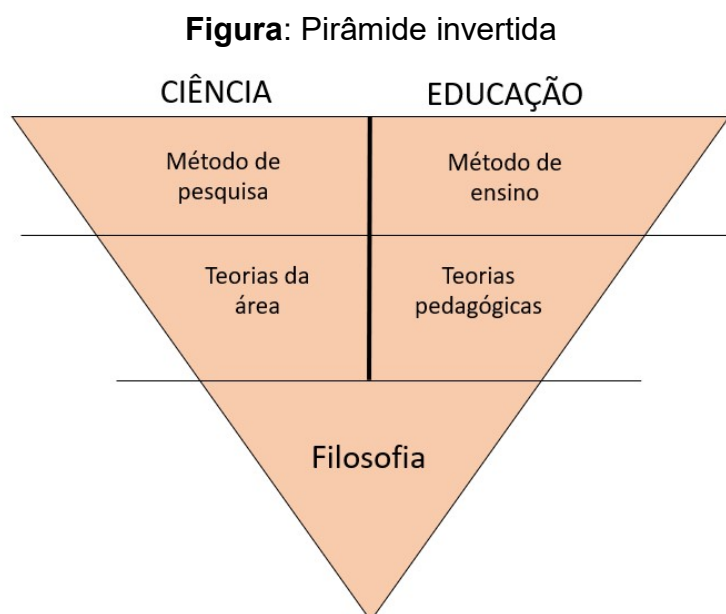 Figura: Pirâmide invertida
CIÊNCIA
EDUCAÇÃO
Método de
pesquisa
Método de
ensino
Teorias da
área
Teorias
pedagógicas
Filosofia